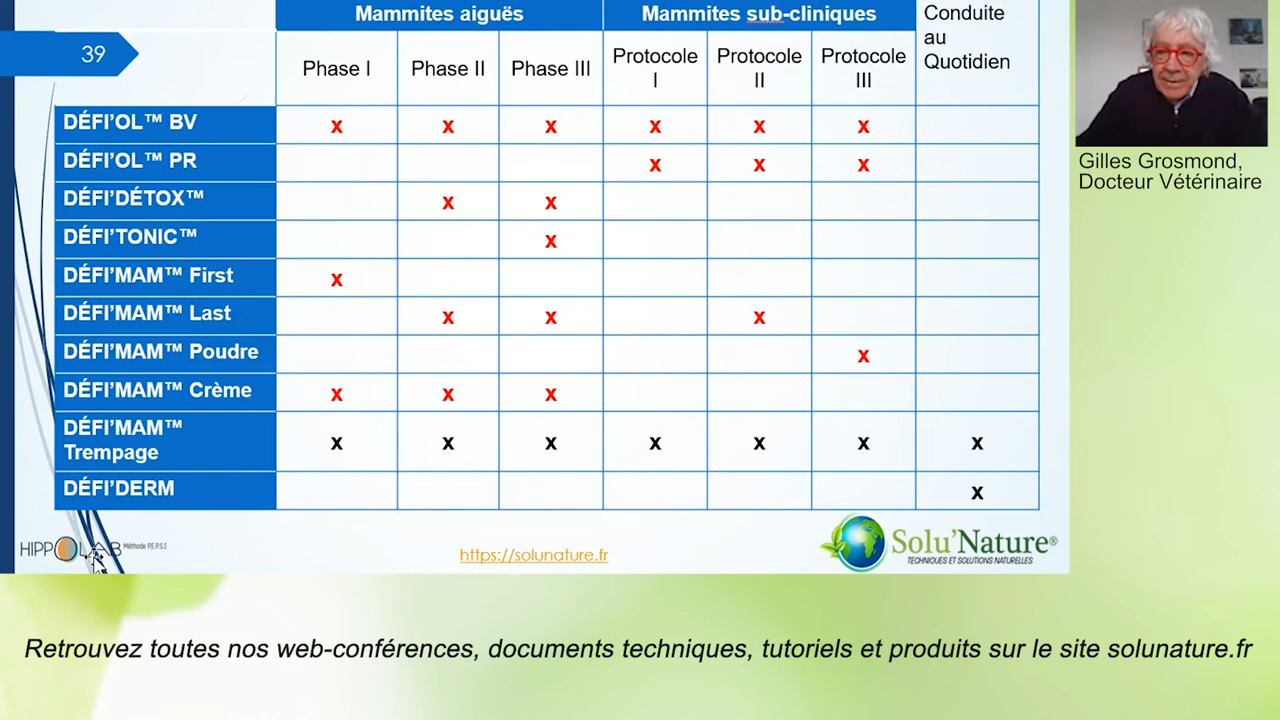 Mammites aiguës Mammites sub-cliniques Conduite au Quotidien
39
Phase I Phase II Phase III Protocole I Protocole II Protocole III
DÉFI’OL™ BV x x x x x x
DÉFI’OL™ PR x x x
DÉFI’DÉTOX™ x x
DÉFI’TONIC™ x
DÉFI’MAM™ First x
DÉFI’MAM™ Last x x x
DÉFI’MAM™ Poudre x
DÉFI’MAM™ Crème x x x
DÉFI’MAM™
Trempage x x x x x x x
DÉFI’DERM x
Gilles Grosmond,
Docteur Vétérinaire
HIPPOLAB Méthode P.E.P.S.S
https://solunature.fr
Solu’Nature®
TECHNIQUES ET SOLUTIONS NATURELLES
Retrouvez toutes nos web-conférences, documents techniques, tutoriels et produits sur le site solunature.fr